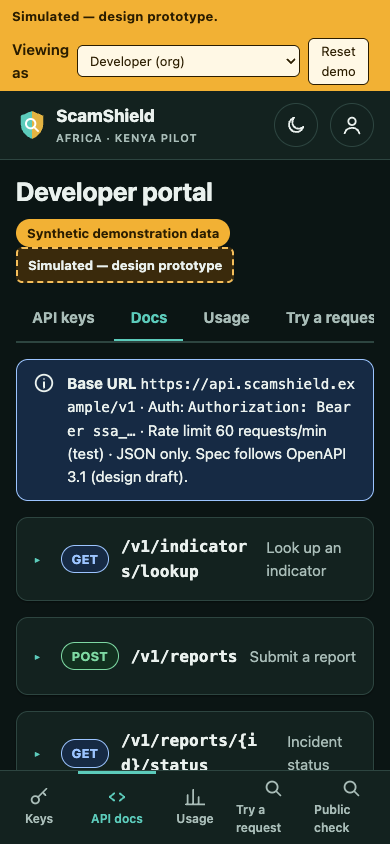 Simulated — design prototype.
Viewing as
Developer (org)
Reset demo
ScamShield
AFRICA · KENYA PILOT
Developer portal
Synthetic demonstration data
Simulated — design prototype
API keys
Docs
Usage
Try a reques
Base URL https://api.scamshield.ex
ample/v1 · Auth: Authorization: Bear
er ssa_… · Rate limit 60 requests/min
(test) · JSON only. Spec follows OpenAPI
3.1 (design draft).
GET
/v1/indicator
s/lookup
Look up an
indicator
POST
/v1/reports
Submit a report
GET
/v1/reports/{i
d}/status
Incident
status
Keys
API docs
Usage
Try a
request
Public
check